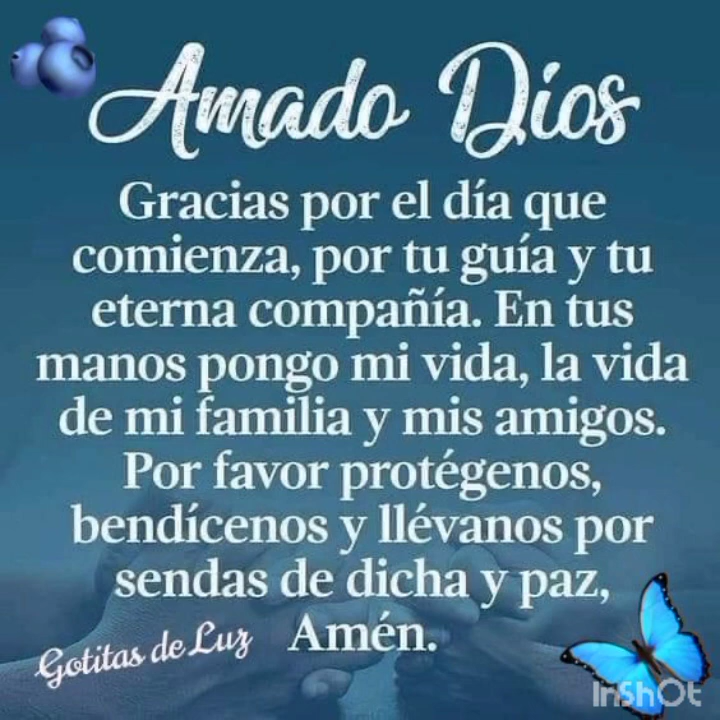 Amado Dios
Gracias por el día que
comienza, por tu guía y tu
eterna compañía. En tus
manos pongo mi vida, la vida
de mi familia y mis amigos.
Por favor protégenos,
bendícenos y llévanos por
sendas de dicha y paz,
Amén.
Gotitas de Luz
InShOt